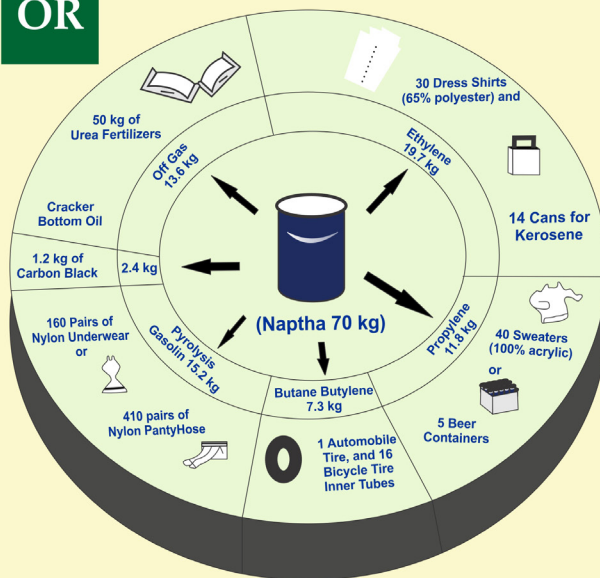 OR
50 kg of
Urea Fertilizers
Off Gas
13.6 kg
30 Dress Shirts
(65% polyester) and
Ethylene
19.7 kg
14 Cans for
Kerosene
Cracker
Bottom Oil
1.2 kg of
Carbon Black
2.4 kg
(Naptha 70 kg)
Propylene
11.8 kg
40 Sweaters
(100% acrylic)
or
5 Beer
Containers
160 Pairs of
Nylon Underwear
or
410 pairs of
Nylon PantyHose
Pyrolysis
Gasolin 15.2 kg
Butane Butylene
7.3 kg
1 Automobile
Tire, and 16
Bicycle Tire
Inner Tubes